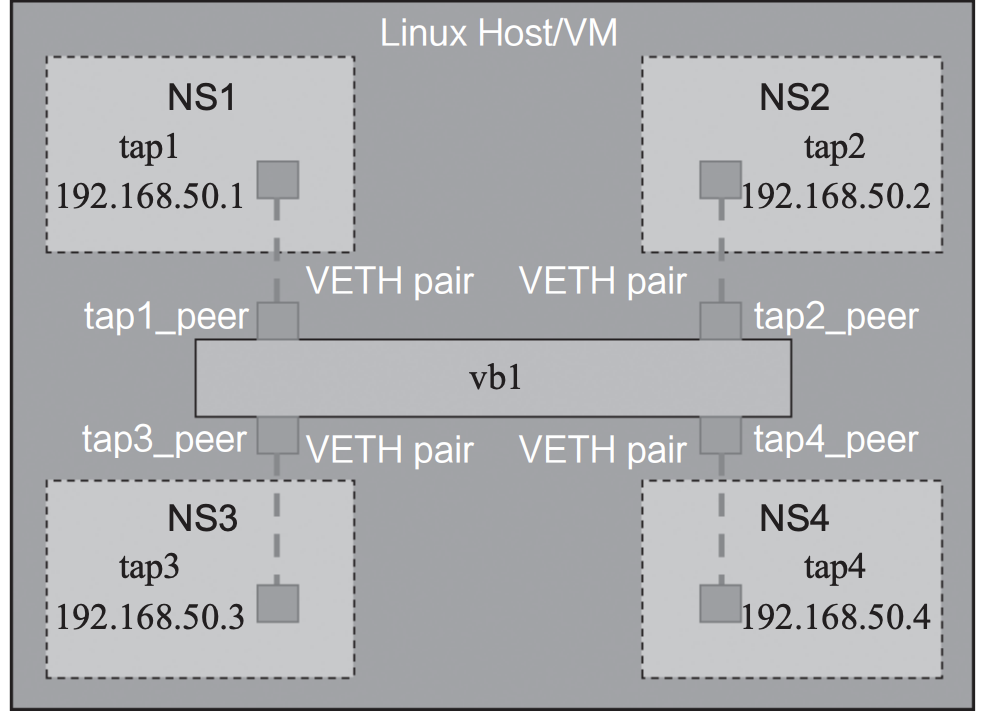 Linux Host/VM
NS1
tap1
192.168.50.1
NS2
tap2
192.168.50.2
VETH pair
VETH pair
tap1_peer
tap2_peer
vb1
tap3_peer
tap4_peer
VETH pair
VETH pair
NS3
tap3
192.168.50.3
NS4
tap4
192.168.50.4